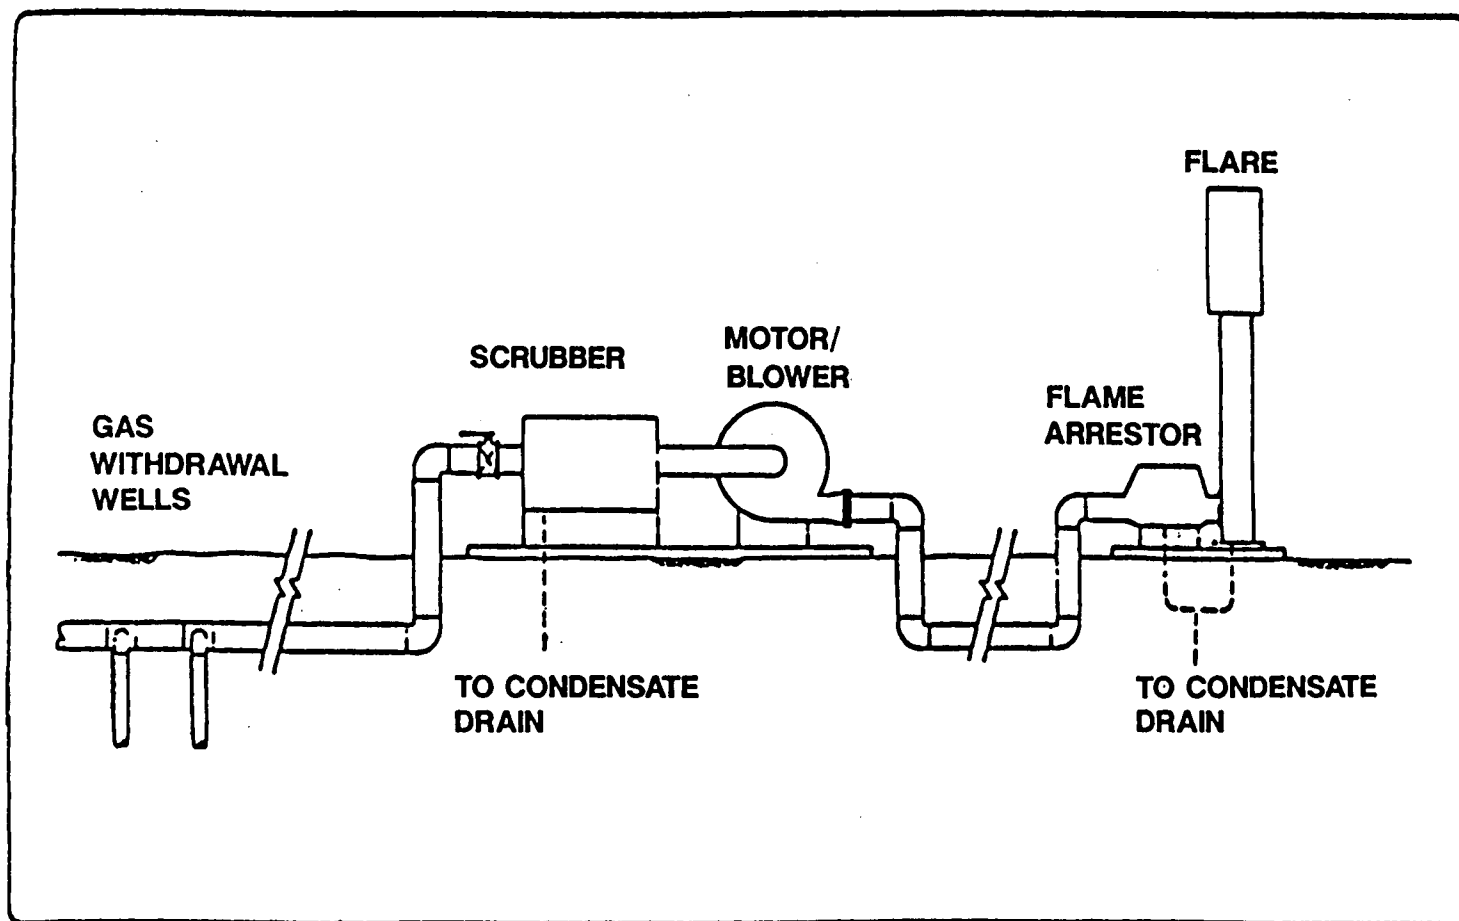 FLARE
MOTOR/
BLOWER
SCRUBBER
FLAME
ARRESTOR
GAS
WITHDRAWAL
WELLS
TO CONDENSATE
DRAIN
TO CONDENSATE
DRAIN